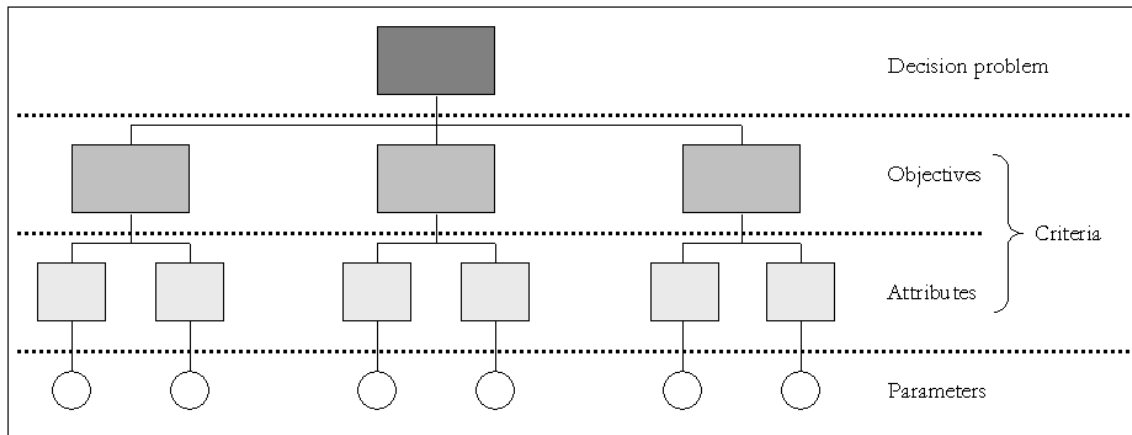 Decision problem
Objectives
Criteria
Attributes
Parameters